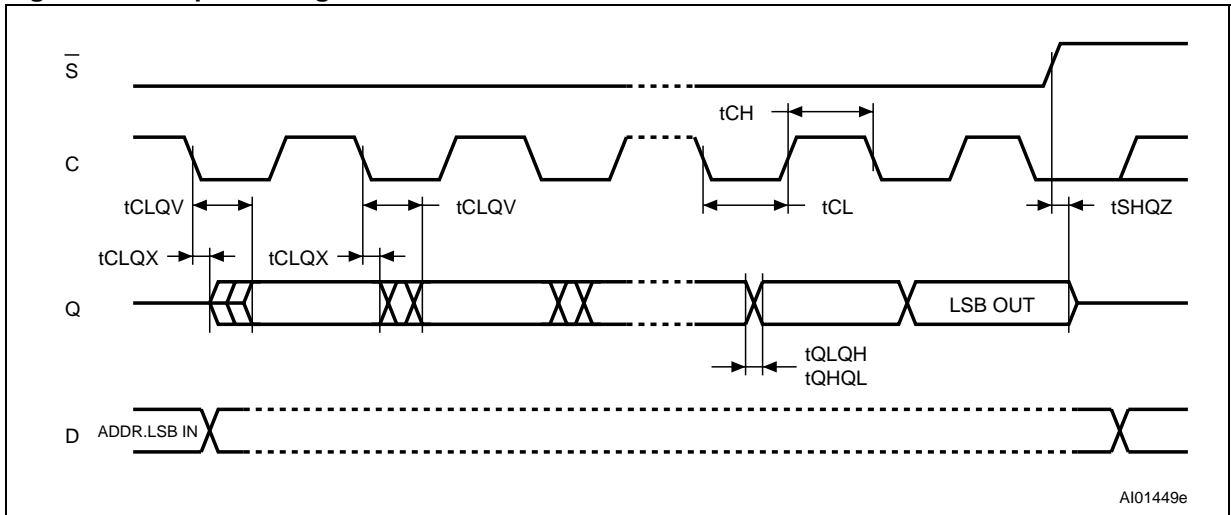 S
tCH
C
tCLQV
tCLQV
tCL
tSHQZ
tCLQX
tCLQX
Q
LSB OUT
tQLQH
tQHQL
D
ADDR.LSB IN
AI01449e